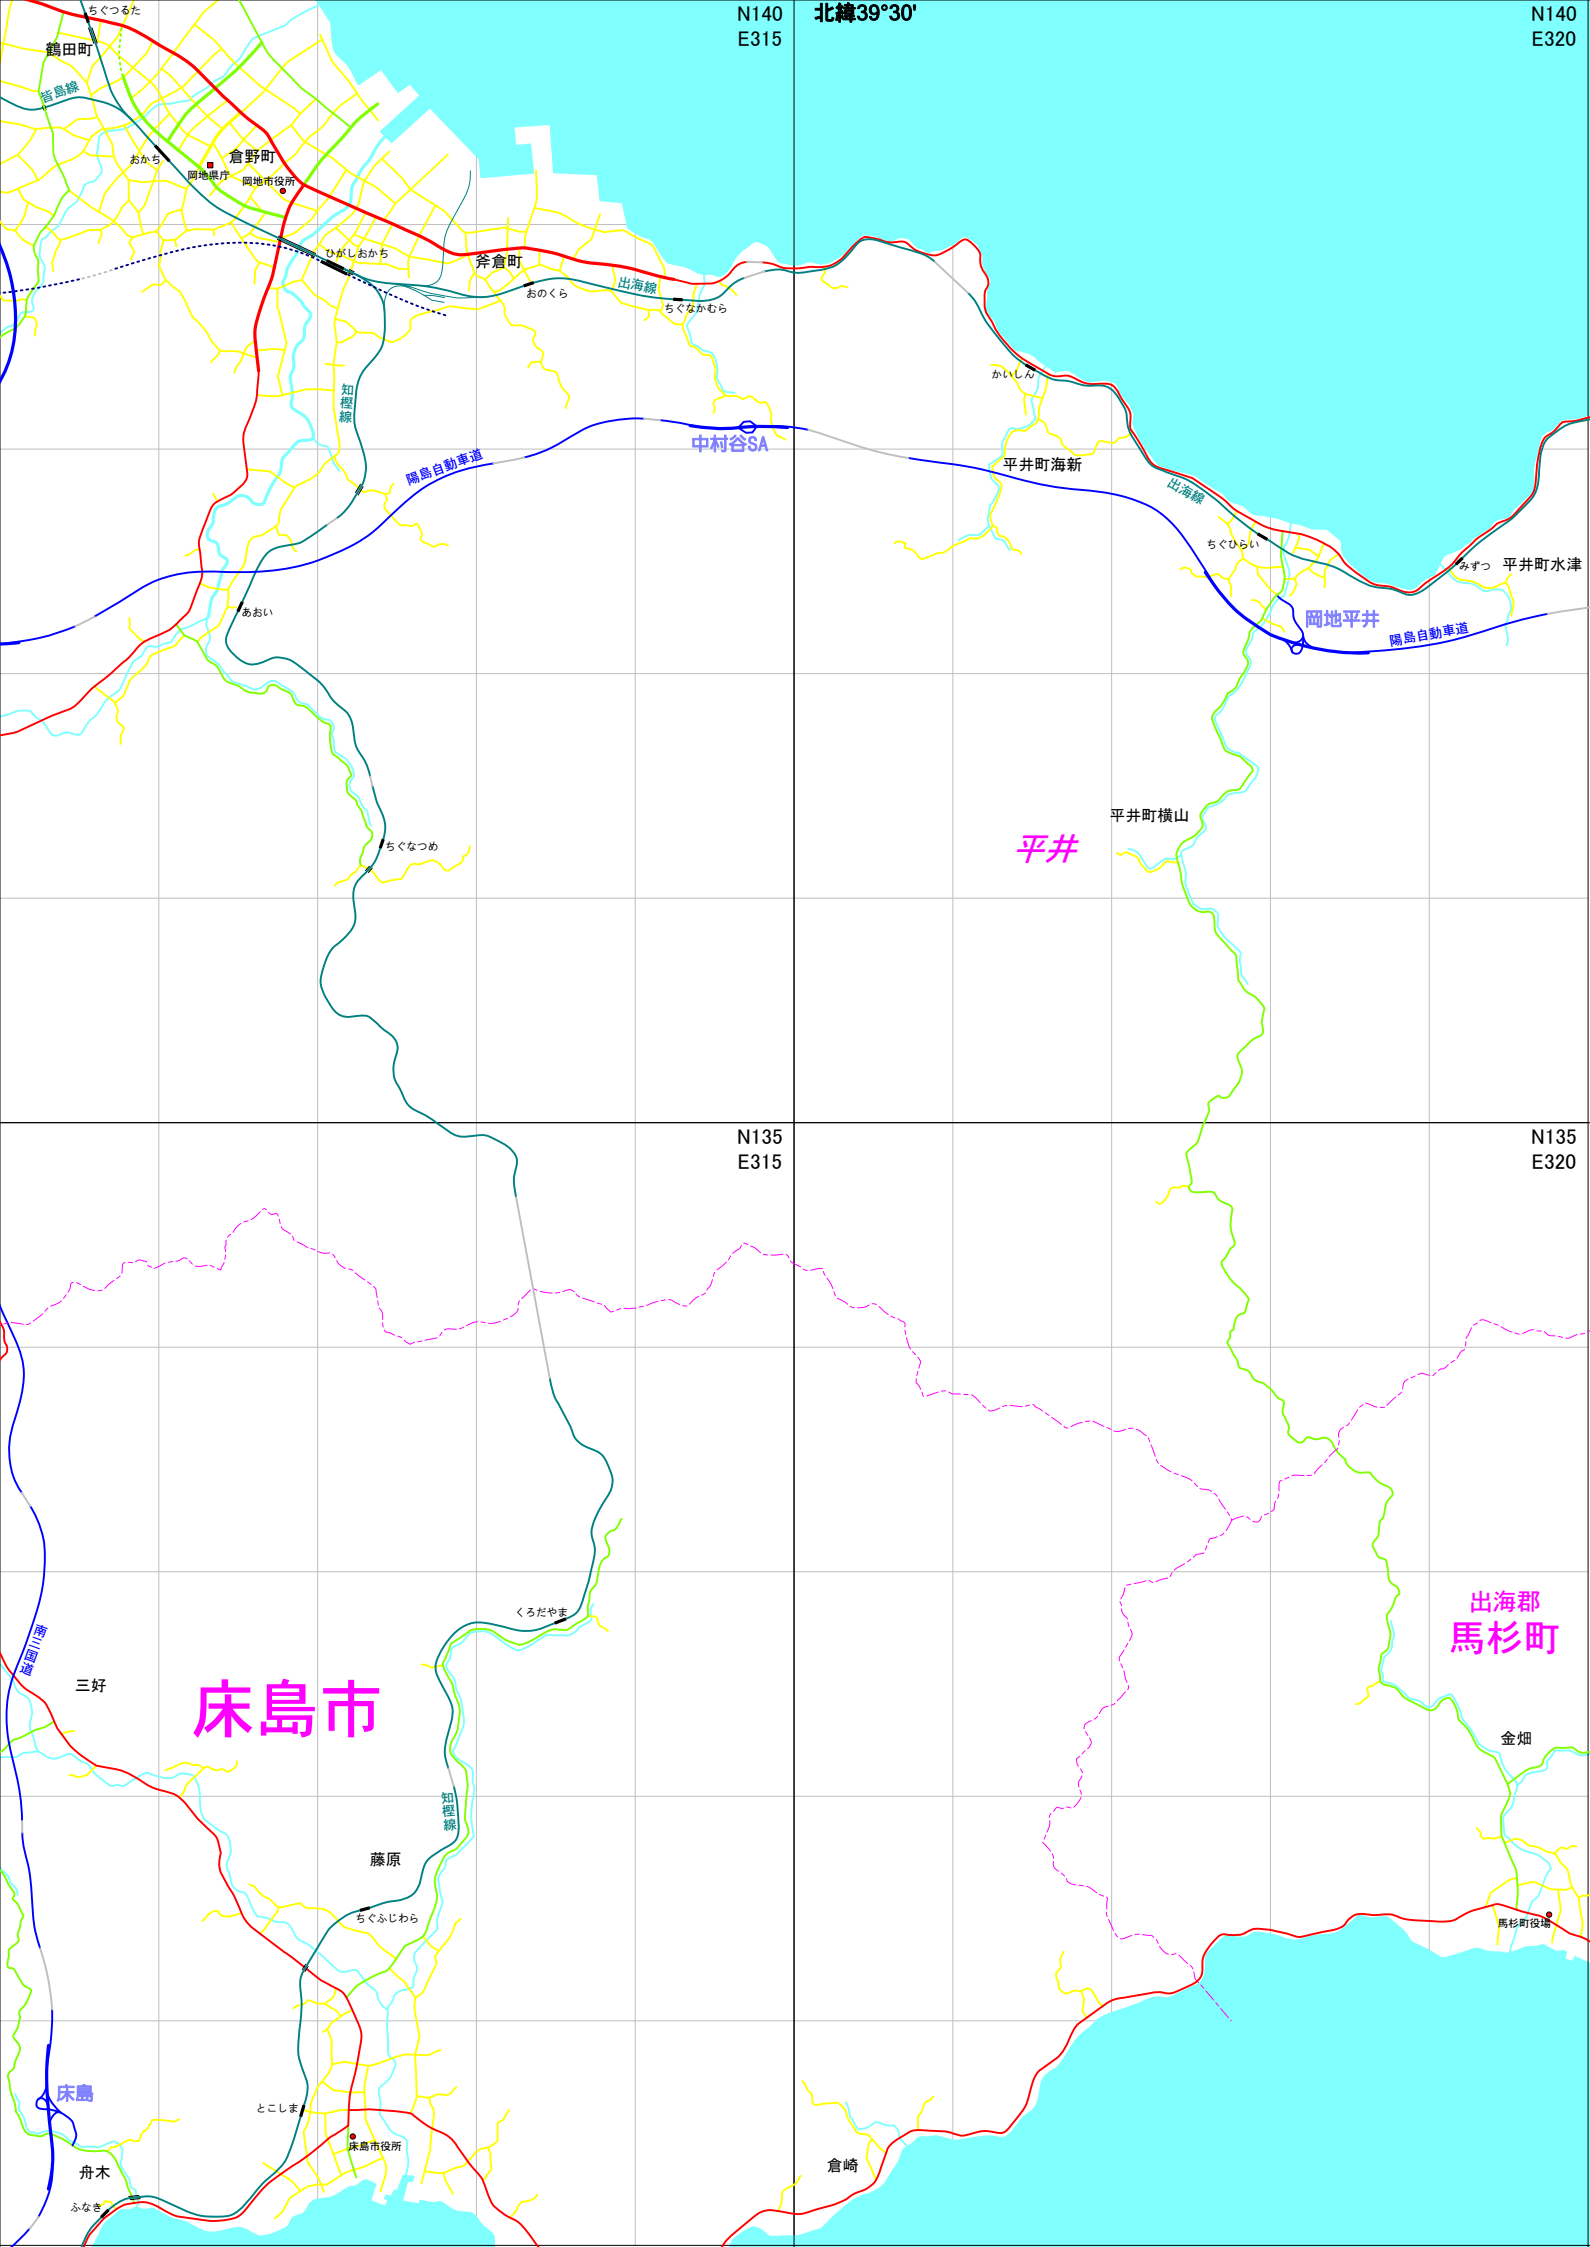 ちぐつるた
鶴田町
皆島線
おかち
倉野町
岡地県庁
岡地市役所
ひがしおかち
斧倉町
おのくら
出海線
ちぐなかむら
N140
E315
北緯39°30'
N140
E320
知樫線
陽島自動車道
中村谷SA
かいしん
平井町海新
出海線
ちぐひらい
みずつ
平井町水津
岡地平井
陽島自動車道
あおい
平井町横山
平井
ちぐなつめ
N135
E315
N135
E320
くろだやま
出海郡
馬杉町
南三国道
三好
床島市
金畑
知樫線
藤原
ちぐふじわら
馬杉町役場
床島
とこしま
床島市役所
舟木
ふなき
倉崎